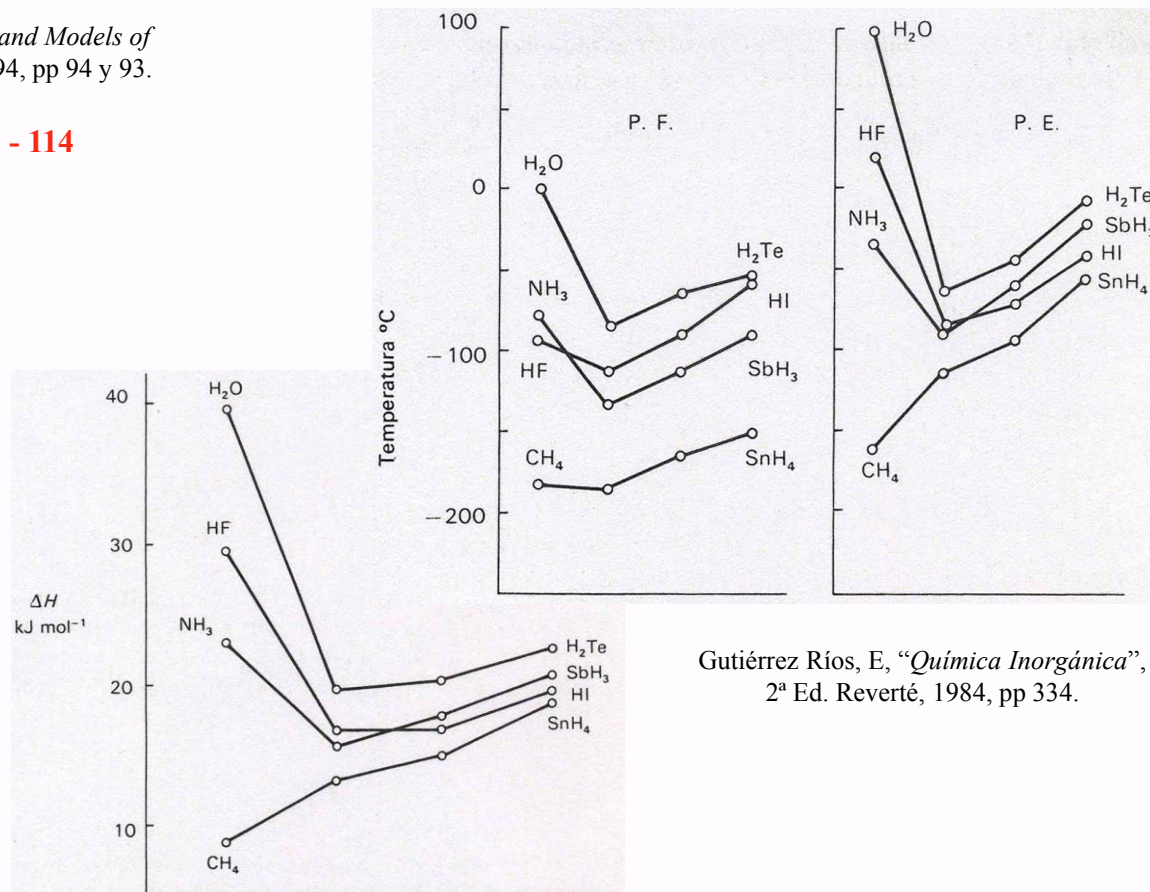 and Models of
94, pp 94 y 93.
- 114
100
0
−100
−200
Temperatura °C
P. F.
H₂O
NH₃
HF
CH₄
H₂Te
HI
SbH₃
SnH₄
P. E.
H₂O
HF
NH₃
CH₄
H₂Te
SbH₃
HI
SnH₄
40
30
20
10
ΔH
kJ mol⁻¹
H₂O
HF
NH₃
CH₄
H₂Te
SbH₃
HI
SnH₄
Gutiérrez Ríos, E, “Química Inorgánica”,
2ª Ed. Reverté, 1984, pp 334.